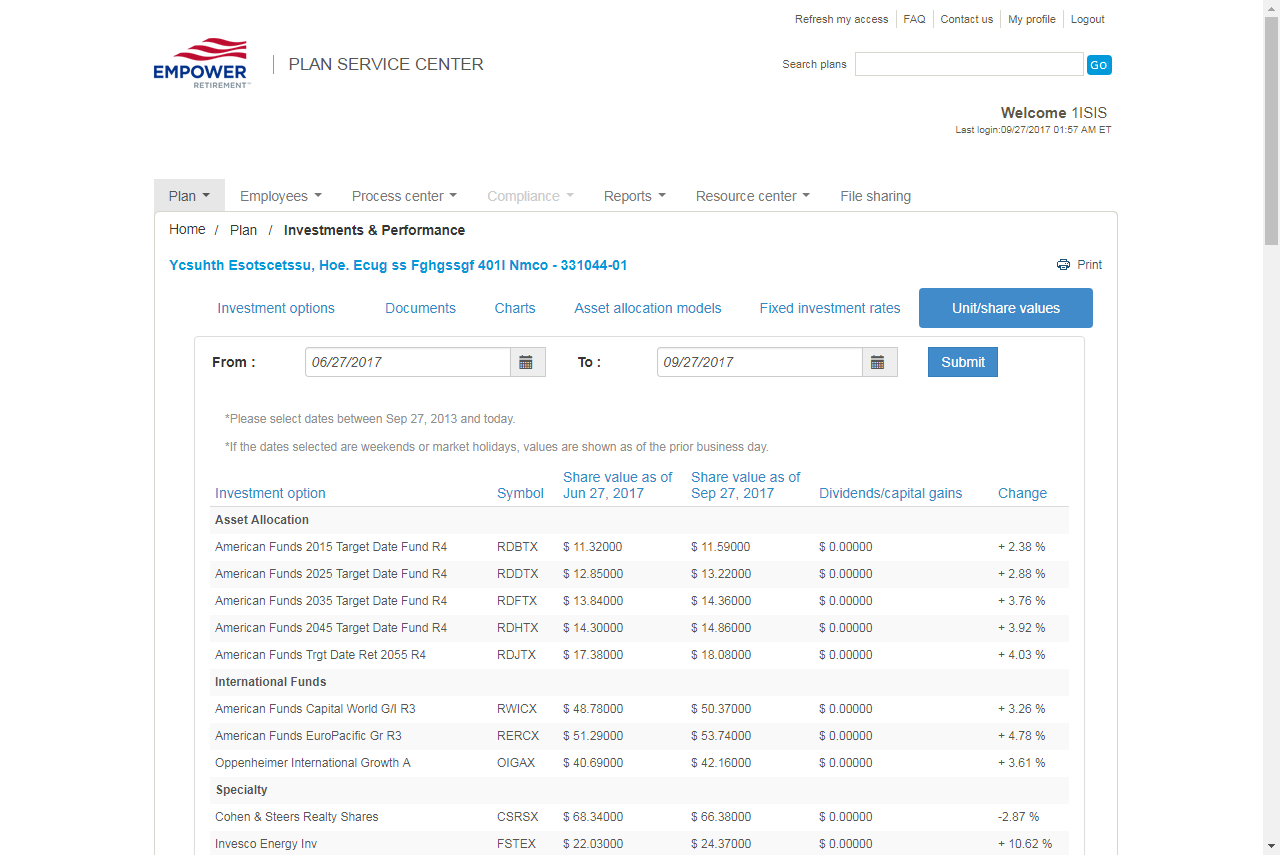 Refresh my access FAQ Contact us My profile Logout
EMPOWER
RETIREMENT™
PLAN SERVICE CENTER
Search plans Go
Welcome 1ISIS
Last login:09/27/2017 01:57 AM ET
Plan Employees Process center Compliance Reports Resource center File sharing
Home / Plan / Investments & Performance
Ycsuhth Esotscetssu, Hoe. Ecug ss Fghgssgf 401l Nmco - 331044-01 Print
Investment options Documents Charts Asset allocation models Fixed investment rates Unit/share values
From : 06/27/2017 To : 09/27/2017 Submit
*Please select dates between Sep 27, 2013 and today.
*If the dates selected are weekends or market holidays, values are shown as of the prior business day.
Investment option Symbol Share value as of Jun 27, 2017 Share value as of Sep 27, 2017 Dividends/capital gains Change
Asset Allocation
American Funds 2015 Target Date Fund R4 RDBTX $ 11.32000 $ 11.59000 $ 0.00000 + 2.38 %
American Funds 2025 Target Date Fund R4 RDDTX $ 12.85000 $ 13.22000 $ 0.00000 + 2.88 %
American Funds 2035 Target Date Fund R4 RDFTX $ 13.84000 $ 14.36000 $ 0.00000 + 3.76 %
American Funds 2045 Target Date Fund R4 RDHTX $ 14.30000 $ 14.86000 $ 0.00000 + 3.92 %
American Funds Trgt Date Ret 2055 R4 RDJTX $ 17.38000 $ 18.08000 $ 0.00000 + 4.03 %
International Funds
American Funds Capital World G/I R3 RWICX $ 48.78000 $ 50.37000 $ 0.00000 + 3.26 %
American Funds EuroPacific Gr R3 RERCX $ 51.29000 $ 53.74000 $ 0.00000 + 4.78 %
Oppenheimer International Growth A OIGAX $ 40.69000 $ 42.16000 $ 0.00000 + 3.61 %
Specialty
Cohen & Steers Realty Shares CSRSX $ 68.34000 $ 66.38000 $ 0.00000 -2.87 %
Invesco Energy Inv FSTEX $ 22.03000 $ 24.37000 $ 0.00000 + 10.62 %